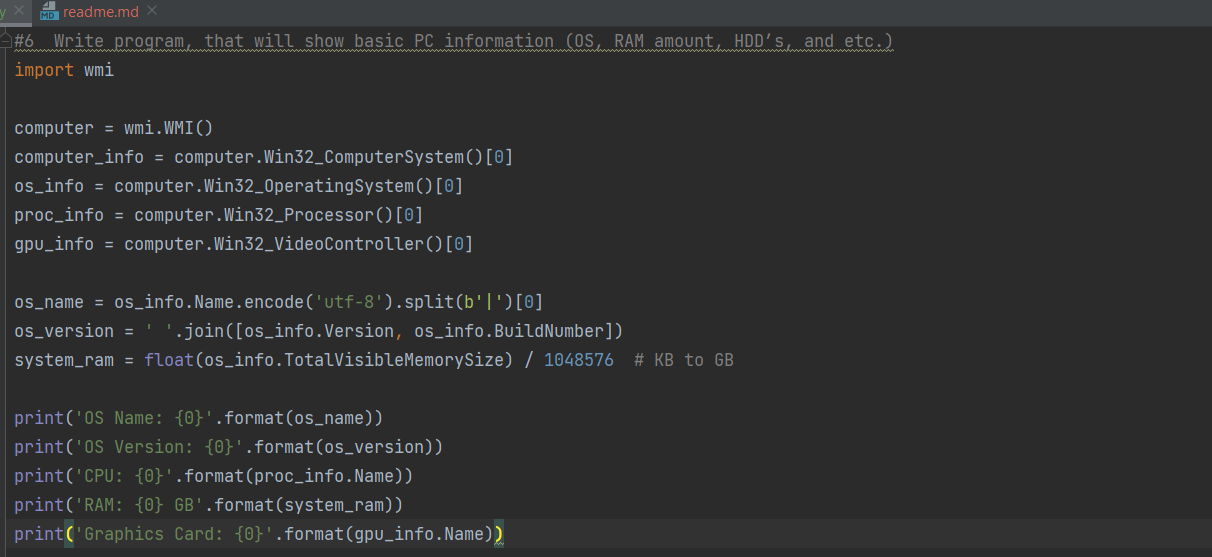 y
MD readme.md
#6  Write program, that will show basic PC information (OS, RAM amount, HDD’s, and etc.)
import wmi
computer = wmi.WMI()
computer_info = computer.Win32_ComputerSystem()[0]
os_info = computer.Win32_OperatingSystem()[0]
proc_info = computer.Win32_Processor()[0]
gpu_info = computer.Win32_VideoController()[0]
os_name = os_info.Name.encode('utf-8').split(b'|')[0]
os_version = ' '.join([os_info.Version, os_info.BuildNumber])
system_ram = float(os_info.TotalVisibleMemorySize) / 1048576  # KB to GB
print('OS Name: {0}'.format(os_name))
print('OS Version: {0}'.format(os_version))
print('CPU: {0}'.format(proc_info.Name))
print('RAM: {0} GB'.format(system_ram))
print('Graphics Card: {0}'.format(gpu_info.Name))